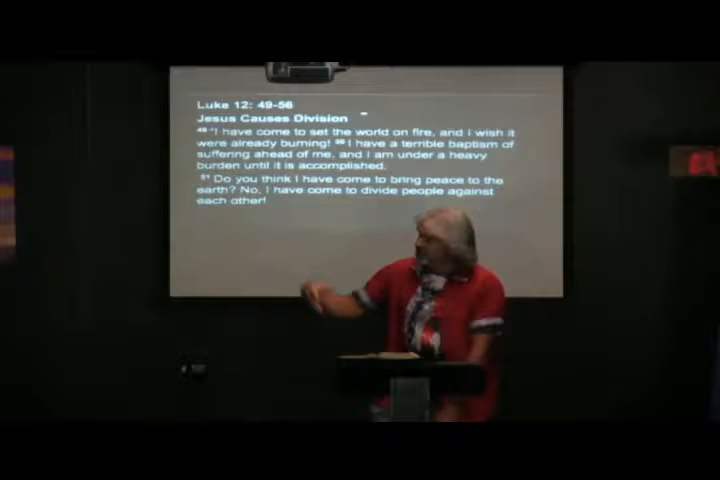 Luke 12: 49-56
Jesus Causes Division
49 "I have come to set the world on fire, and I wish it
were already burning! 50 I have a terrible baptism of
suffering ahead of me, and I am under a heavy
burden until it is accomplished.
51 Do you think I have come to bring peace to the
earth? No, I have come to divide people against
each other!